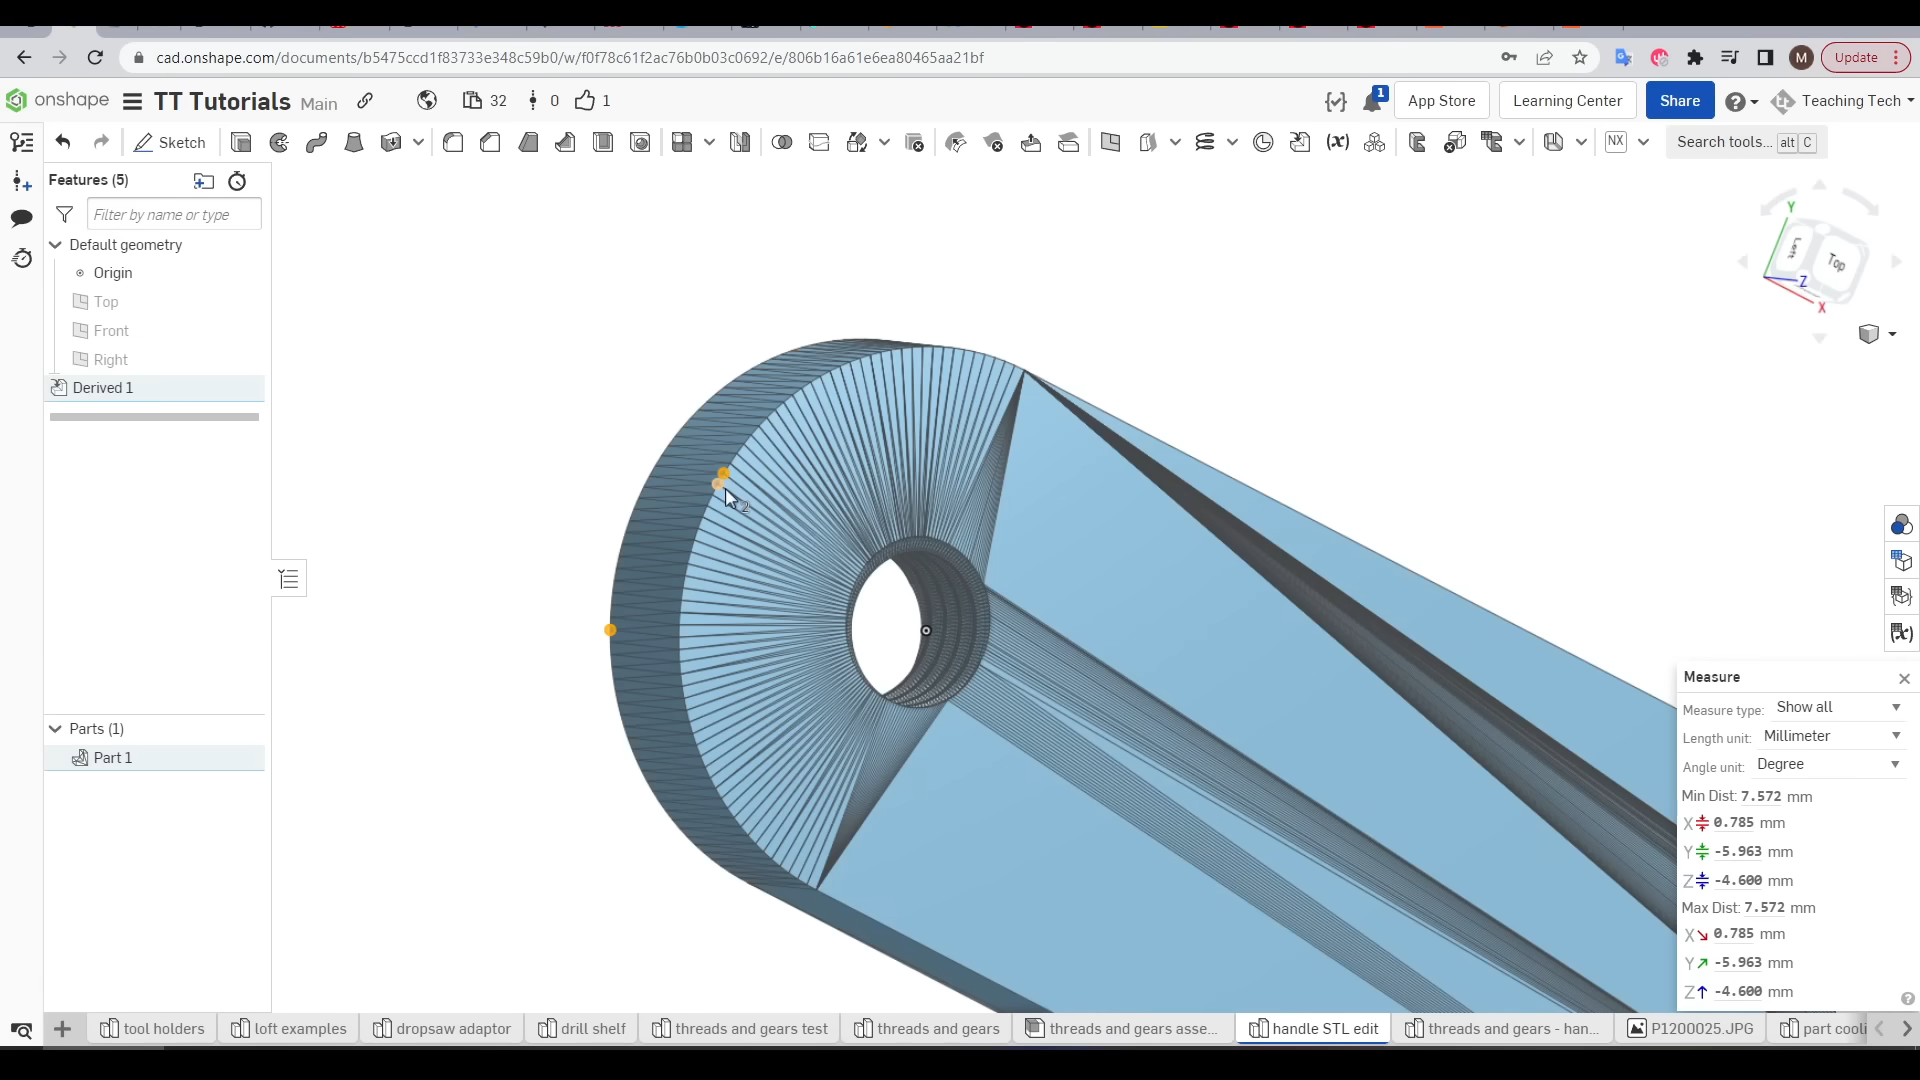 cad.onshape.com/documents/b5475ccd1f83733e348c59b0/w/f0f78c61f2ac76b0b03c0692/e/806b16a61e6ea80465aa21bf
M
Update
onshape
TT Tutorials
Main
32
0
1
1
App Store
Learning Center
Share
Teaching Tech
Sketch
NX
Search tools... alt C
Features (5)
Filter by name or type
Default geometry
Origin
Top
Front
Right
Derived 1
Parts (1)
Part 1
Y
Left
Top
Z
X
2
Measure
Measure type: Show all
Length unit: Millimeter
Angle unit: Degree
Min Dist: 7.572 mm
X 0.785 mm
Y -5.963 mm
Z -4.600 mm
Max Dist: 7.572 mm
X 0.785 mm
Y -5.963 mm
Z -4.600 mm
tool holders
loft examples
dropsaw adaptor
drill shelf
threads and gears test
threads and gears
threads and gears asse...
handle STL edit
threads and gears - han...
P1200025.JPG
part cooli